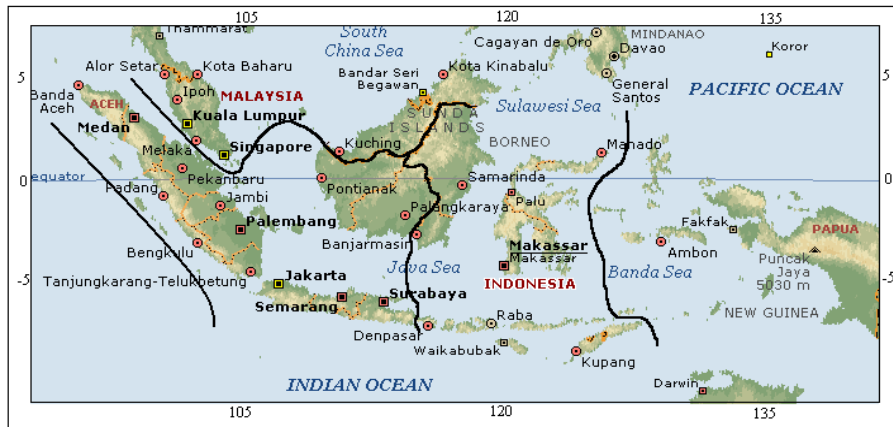 105
120
135
Thammarat
South
China Sea
Cagayan de Oro
MINDANAO
Davao
Koror
Alor Setar
Kota Baharu
Kota Kinabalu
5
5
Ipoh
MALAYSIA
Bandar Seri
Begawan
General
Santos
PACIFIC OCEAN
Banda
Aceh
ACEH
Kuala Lumpur
Sulawesi Sea
Medan
SUNDA
ISLANDS
Melaka
Singapore
Kuching
BORNEO
Manado
equator
0
0
Pekanbaru
Padang
Pontianak
Samarinda
Jambi
Palangkaraya
Palu
Fakfak
PAPUA
Palembang
Bengkulu
Banjarmasin
Makassar
Makassar
Ambon
Puncak
Jaya
5030 m
Java Sea
Banda Sea
-5
-5
Tanjungkarang-Telukbetung
Jakarta
INDONESIA
Semarang
Surabaya
NEW GUINEA
Denpasar
Raba
Waikabubak
Kupang
INDIAN OCEAN
Darwin
105
120
135